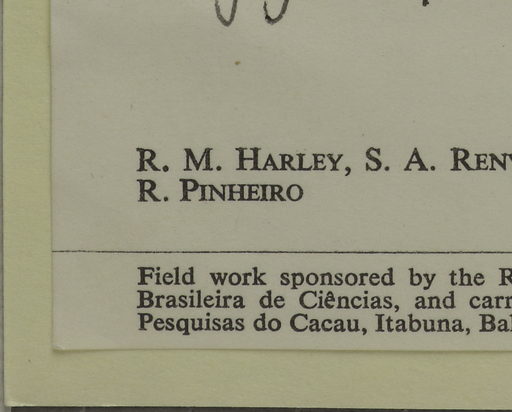 R. M. HARLEY, S. A.
R. PINHEIRO
Field work sponsored by the
Brasileira de Ciências, and
Pesquisas do Cacau, Itabuna,